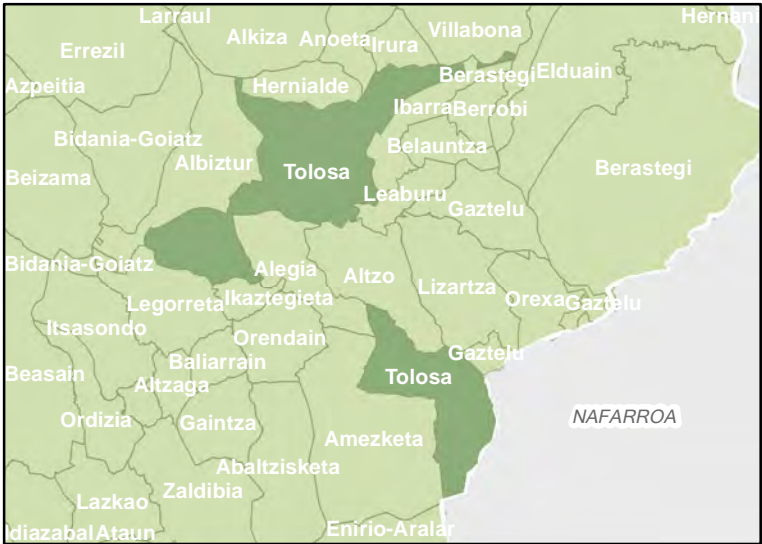 Larraul
Hernani
Errezil
Alkiza
Anoeta
Irura
Villabona
Azpeitia
Hernialde
Berastegi
Elduain
Ibarra
Berrobi
Bidania-Goiatz
Albiztur
Belauntza
Beizama
Tolosa
Berastegi
Leaburu
Gaztelu
Bidania-Goiatz
Alegia
Altzo
Lizartza
Orexa
Gaztelu
Legorreta
Ikaztegieta
Itsasondo
Orendain
Gaztelu
Baliarrain
Beasain
Altzaga
Tolosa
Ordizia
Gaintza
NAFARROA
Amezketa
Abaltzisketa
Lazkao
Zaldibia
Idiazabal
Ataun
Enirio-Aralar